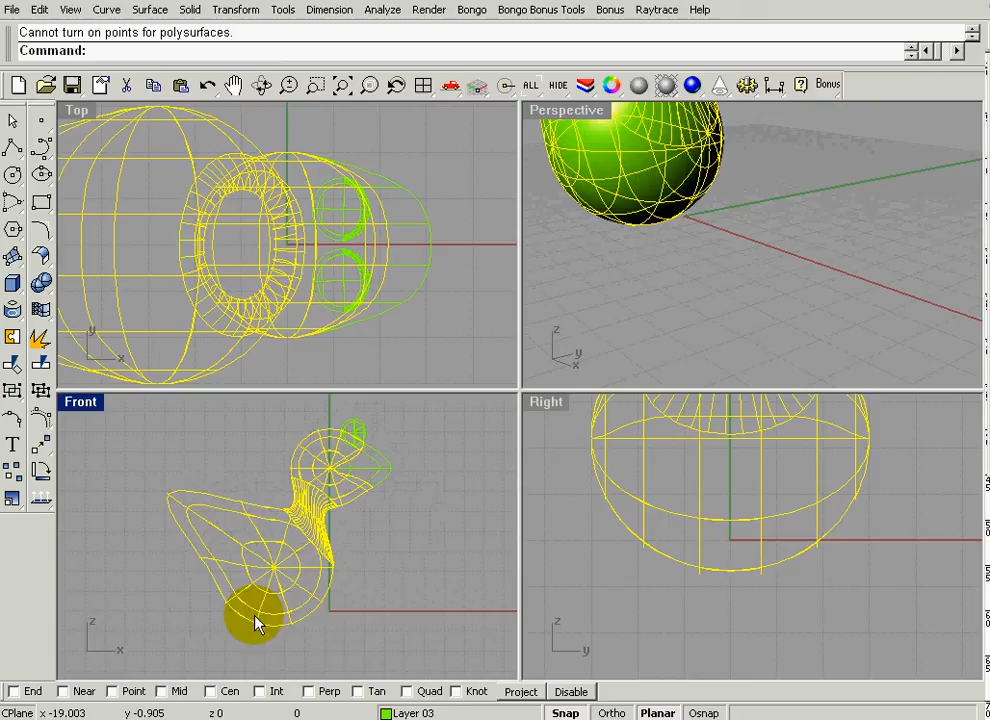 File Edit View Curve Surface Solid Transform Tools Dimension Analyze Render Bongo Bongo Bonus Tools Bonus Raytrace Help
Cannot turn on points for polysurfaces.
Command:
ALL HIDE Bonus
Top
Perspective
y
x
z
y
x
Front
Right
T
z
x
z
y
End Near Point Mid Cen Int Perp Tan Quad Knot Project Disable
CPlane x -19.003 y -0.905 z 0 0 Layer 03 Snap Ortho Planar Osnap